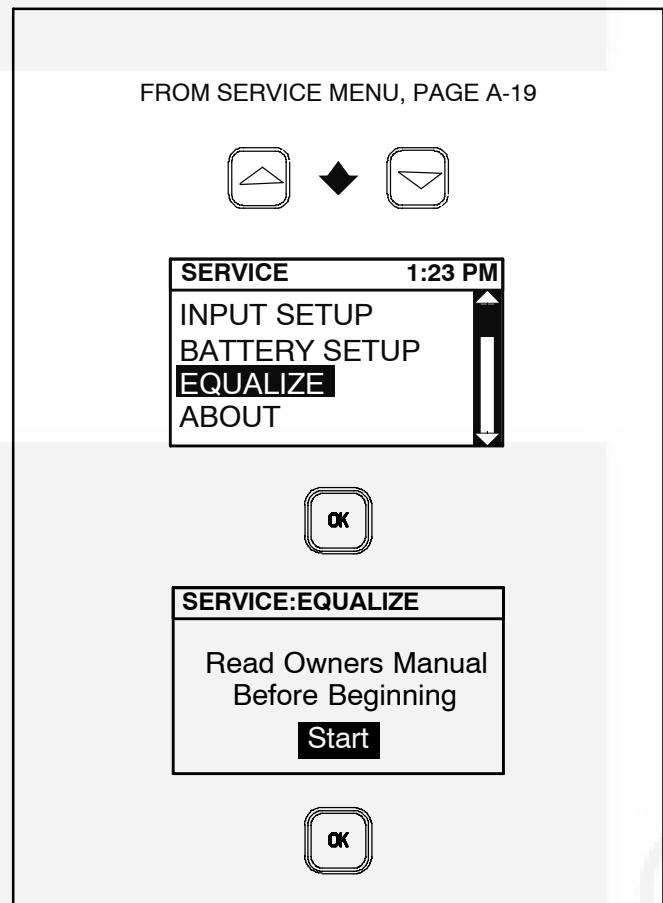 FROM SERVICE MENU, PAGE A-19
SERVICE 1:23 PM
INPUT SETUP
BATTERY SETUP
EQUALIZE
ABOUT
OK
SERVICE:EQUALIZE
Read Owners Manual
Before Beginning
Start
OK